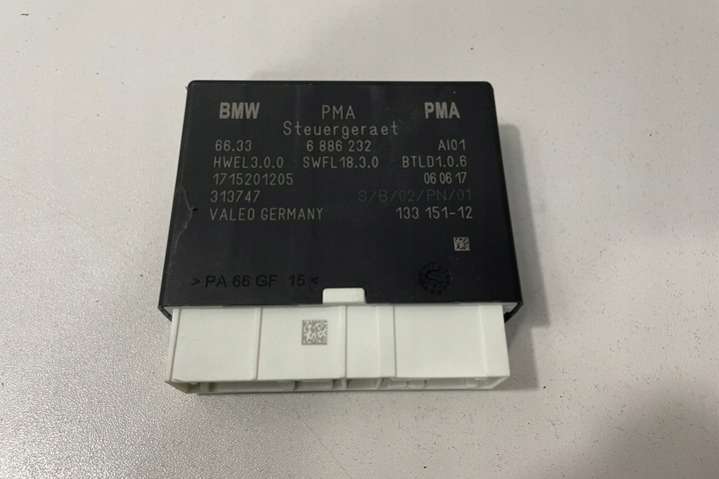 BMW PMA PMA
Steuergeraet
66.33 6 886 232 AI01
HWEL3.0.0 SWFL18.3.0 BTLD1.0.6
1715201205 06 06 17
313747 S/B/02/PN/01
VALEO GERMANY 133 151-12
> PA 66 GF 15 <